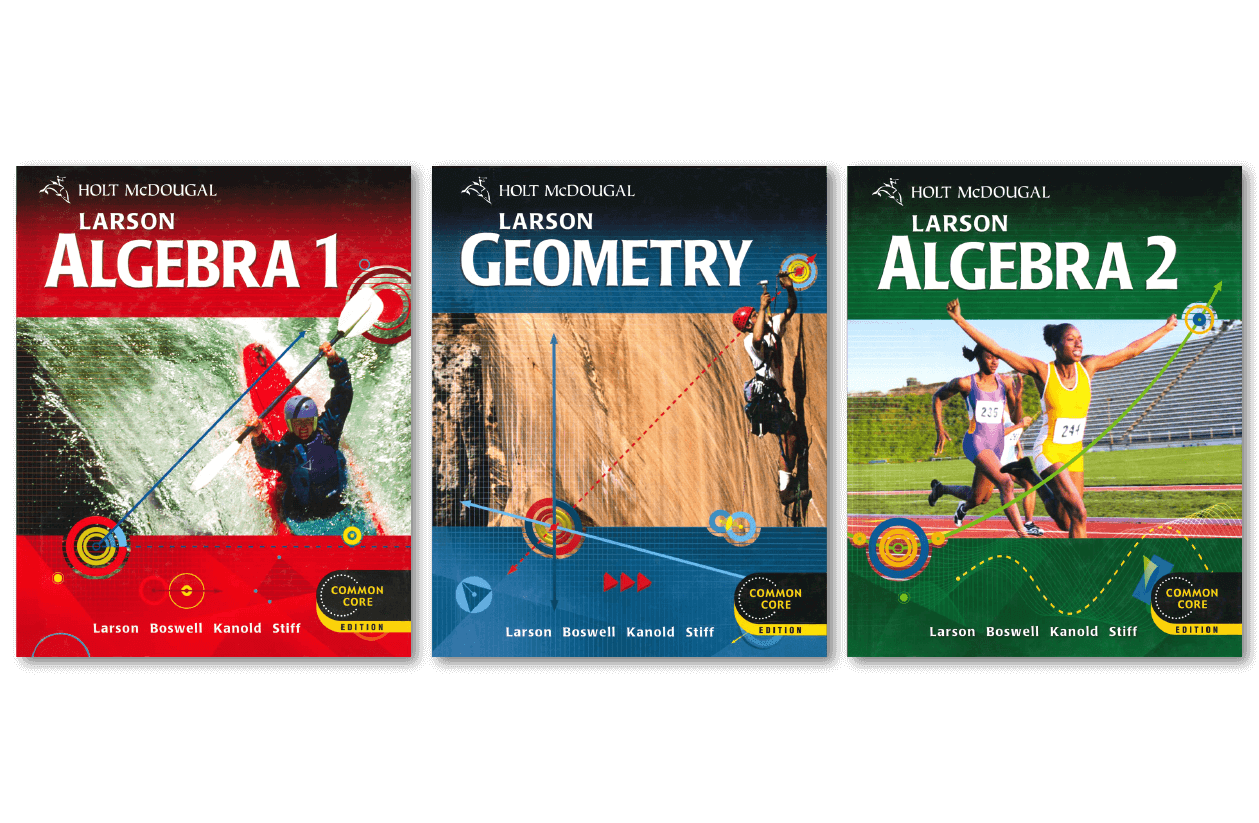 HOLT McDOUGAL
LARSON
ALGEBRA 1
COMMON
CORE
EDITION
Larson Boswell Kanold Stiff
HOLT McDOUGAL
LARSON
GEOMETRY
COMMON
CORE
EDITION
Larson Boswell Kanold Stiff
HOLT McDOUGAL
LARSON
ALGEBRA 2
235
244
COMMON
CORE
EDITION
Larson Boswell Kanold Stiff